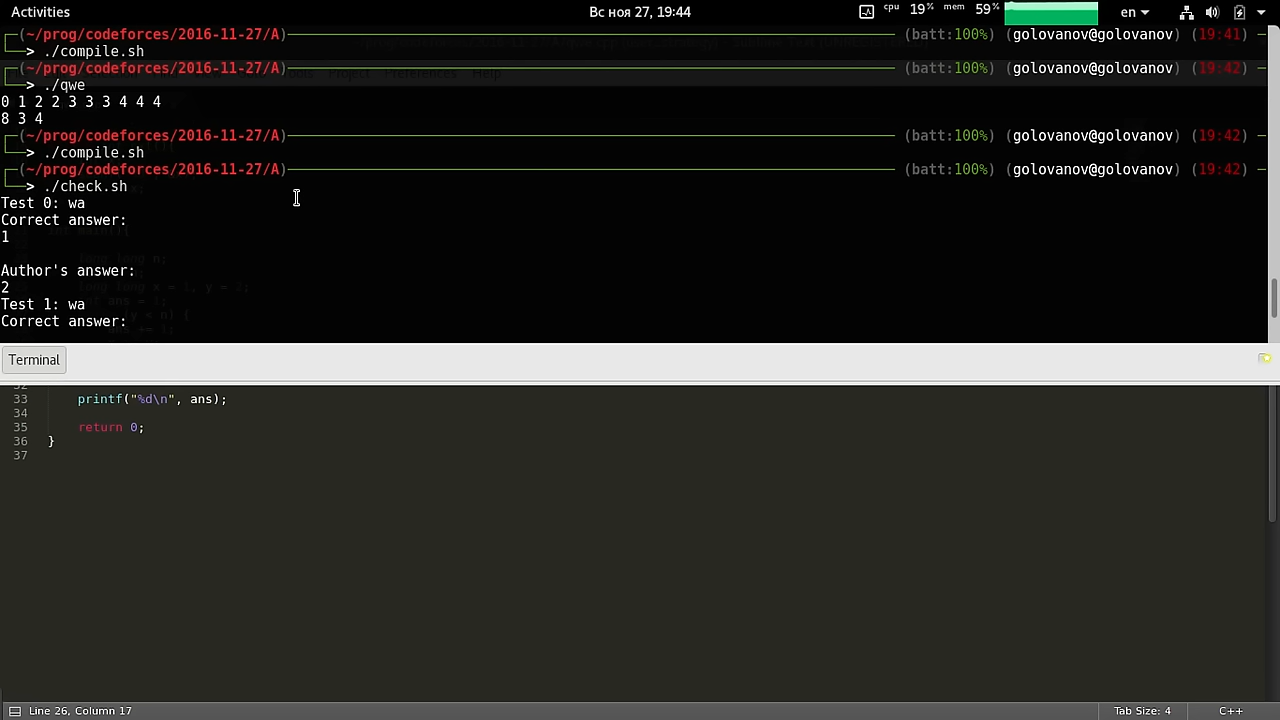 Activities Вс ноя 27, 19:44 cpu 19% mem 59% en
┌─(~/prog/codeforces/2016-11-27/A)─ (batt:100%) (golovanov@golovanov) (19:41) ─
└──> ./compile.sh
┌─(~/prog/codeforces/2016-11-27/A)─ (batt:100%) (golovanov@golovanov) (19:42) ─
Project Preferences Help
└──> ./qwe
0 1 2 2 3 3 3 4 4 4
8 3 4
┌─(~/prog/codeforces/2016-11-27/A)─ (batt:100%) (golovanov@golovanov) (19:42) ─
└──> ./compile.sh
┌─(~/prog/codeforces/2016-11-27/A)─ (batt:100%) (golovanov@golovanov) (19:42) ─
└──> ./check.sh
Test 0: wa
Correct answer:
1
Author's answer:
2
Test 1: wa
Correct answer:
Terminal
32
33 printf("%d\n", ans);
34
35 return 0;
36 }
37
Line 26, Column 17 Tab Size: 4 C++